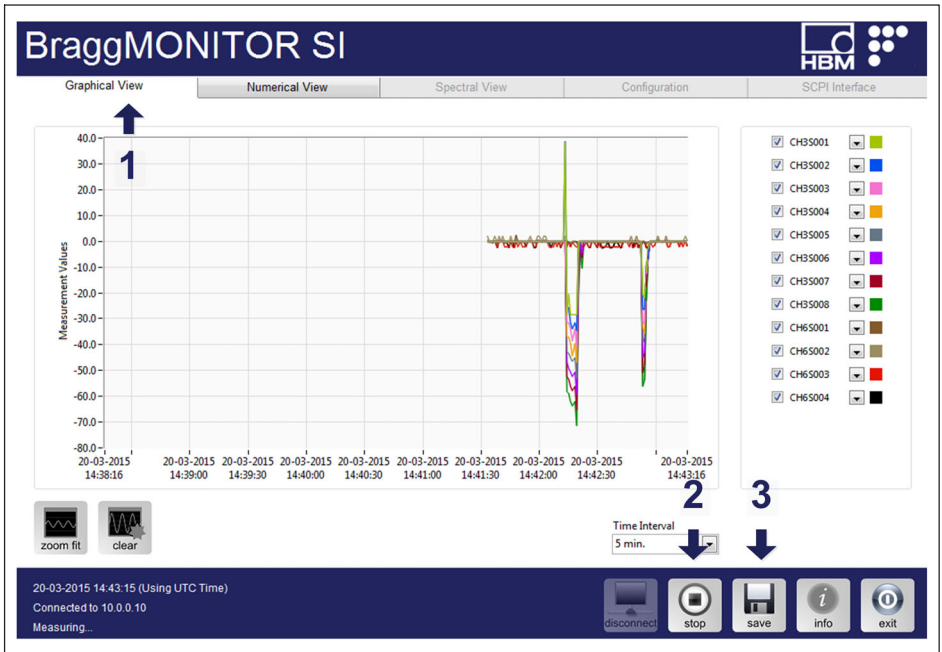 BraggMONITOR SI
HBM
Graphical View
Numerical View
Spectral View
Configuration
SCPI Interface
1
Measurement Values
40.0
30.0
20.0
10.0
0.0
-10.0
-20.0
-30.0
-40.0
-50.0
-60.0
-70.0
-80.0
20-03-2015 20-03-2015 20-03-2015 20-03-2015 20-03-2015 20-03-2015 20-03-2015 20-03-2015 20-03-2015 20-03-2015
14:38:16 14:39:00 14:39:30 14:40:00 14:40:30 14:41:00 14:41:30 14:42:00 14:42:30 14:43:16
CH3S001
CH3S002
CH3S003
CH3S004
CH3S005
CH3S006
CH3S007
CH3S008
CH6S001
CH6S002
CH6S003
CH6S004
zoom fit
clear
2
3
Time Interval
5 min.
20-03-2015 14:43:15 (Using UTC Time)
Connected to 10.0.0.10
Measuring...
disconnect
stop
save
i
info
exit